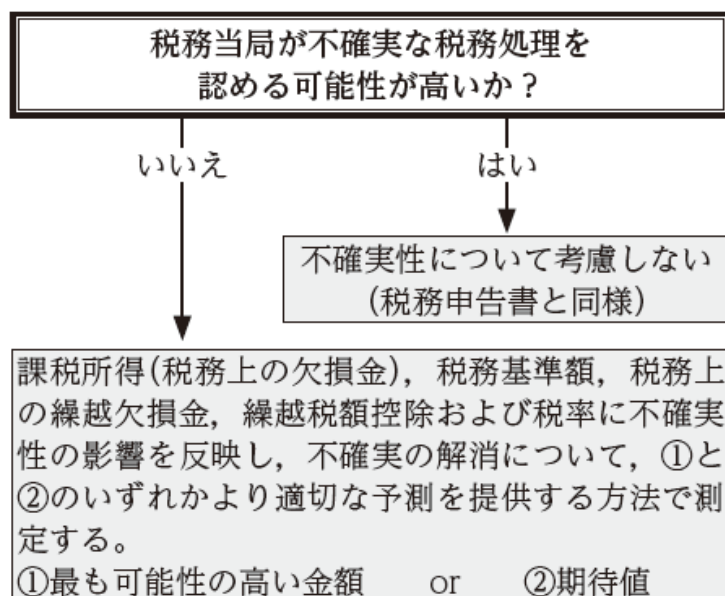 税務当局が不確実な税務処理を
認める可能性が高いか？
いいえ
はい
不確実性について考慮しない
(税務申告書と同様)
課税所得(税務上の欠損金)，税務基準額，税務上
の繰越欠損金，繰越税額控除および税率に不確実
性の影響を反映し，不確実の解消について，①と
②のいずれかより適切な予測を提供する方法で測
定する。
①最も可能性の高い金額 or ②期待値